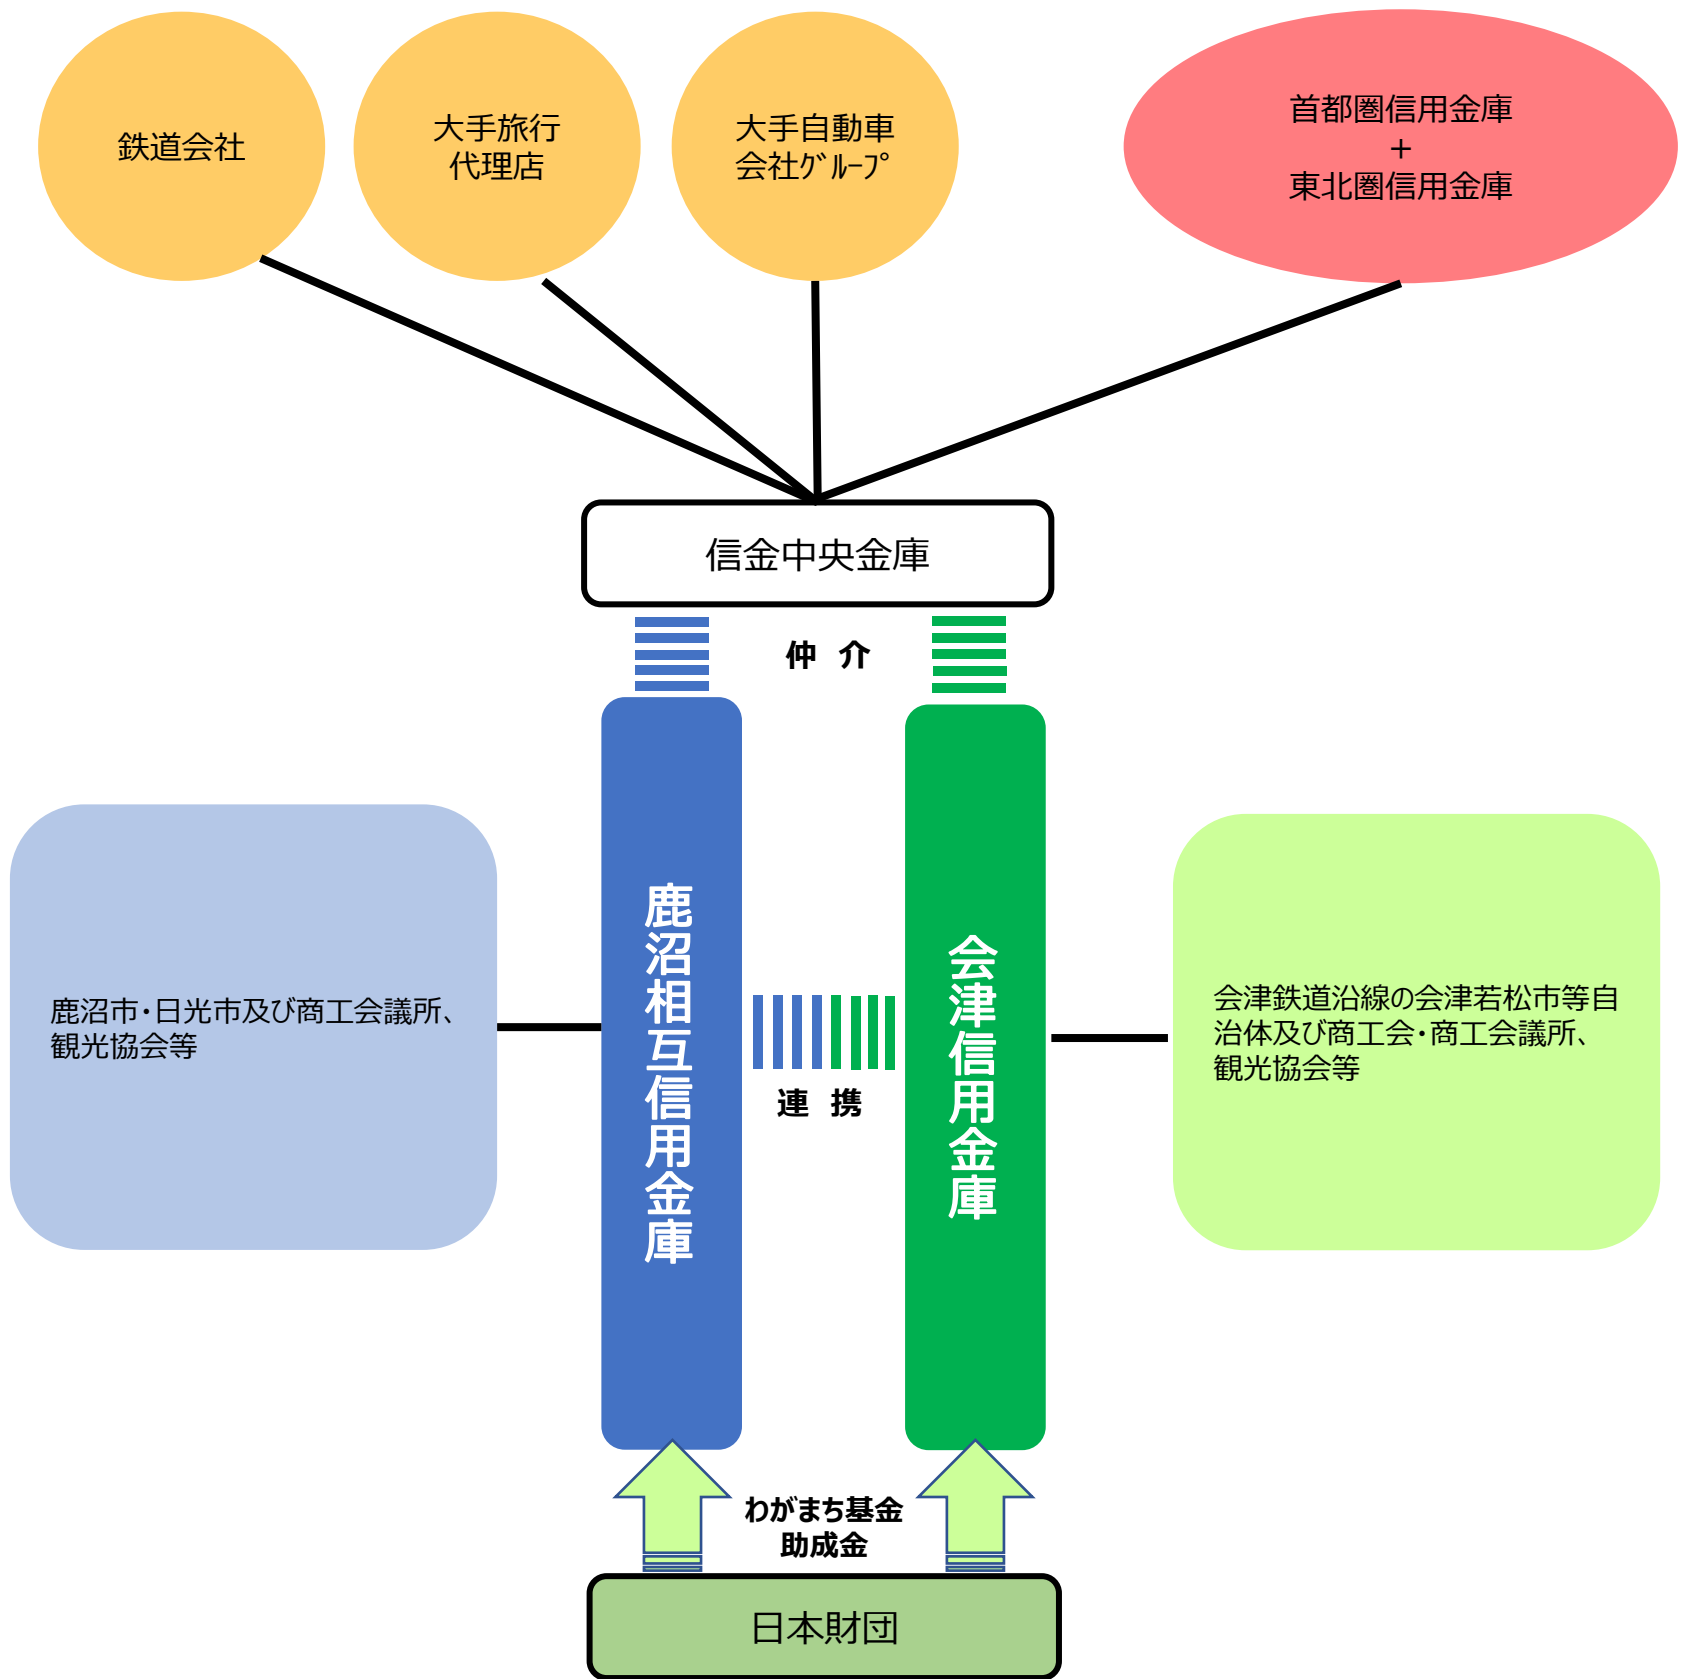 鉄道会社
大手旅行
代理店
大手自動車
会社ｸﾞﾙｰﾌﾟ
首都圏信用金庫
＋
東北圏信用金庫
信金中央金庫
仲 介
鹿沼相互信用金庫
会津信用金庫
鹿沼市・日光市及び商工会議所、
観光協会等
連 携
会津鉄道沿線の会津若松市等自
治体及び商工会・商工会議所、
観光協会等
わがまち基金
助成金
日本財団